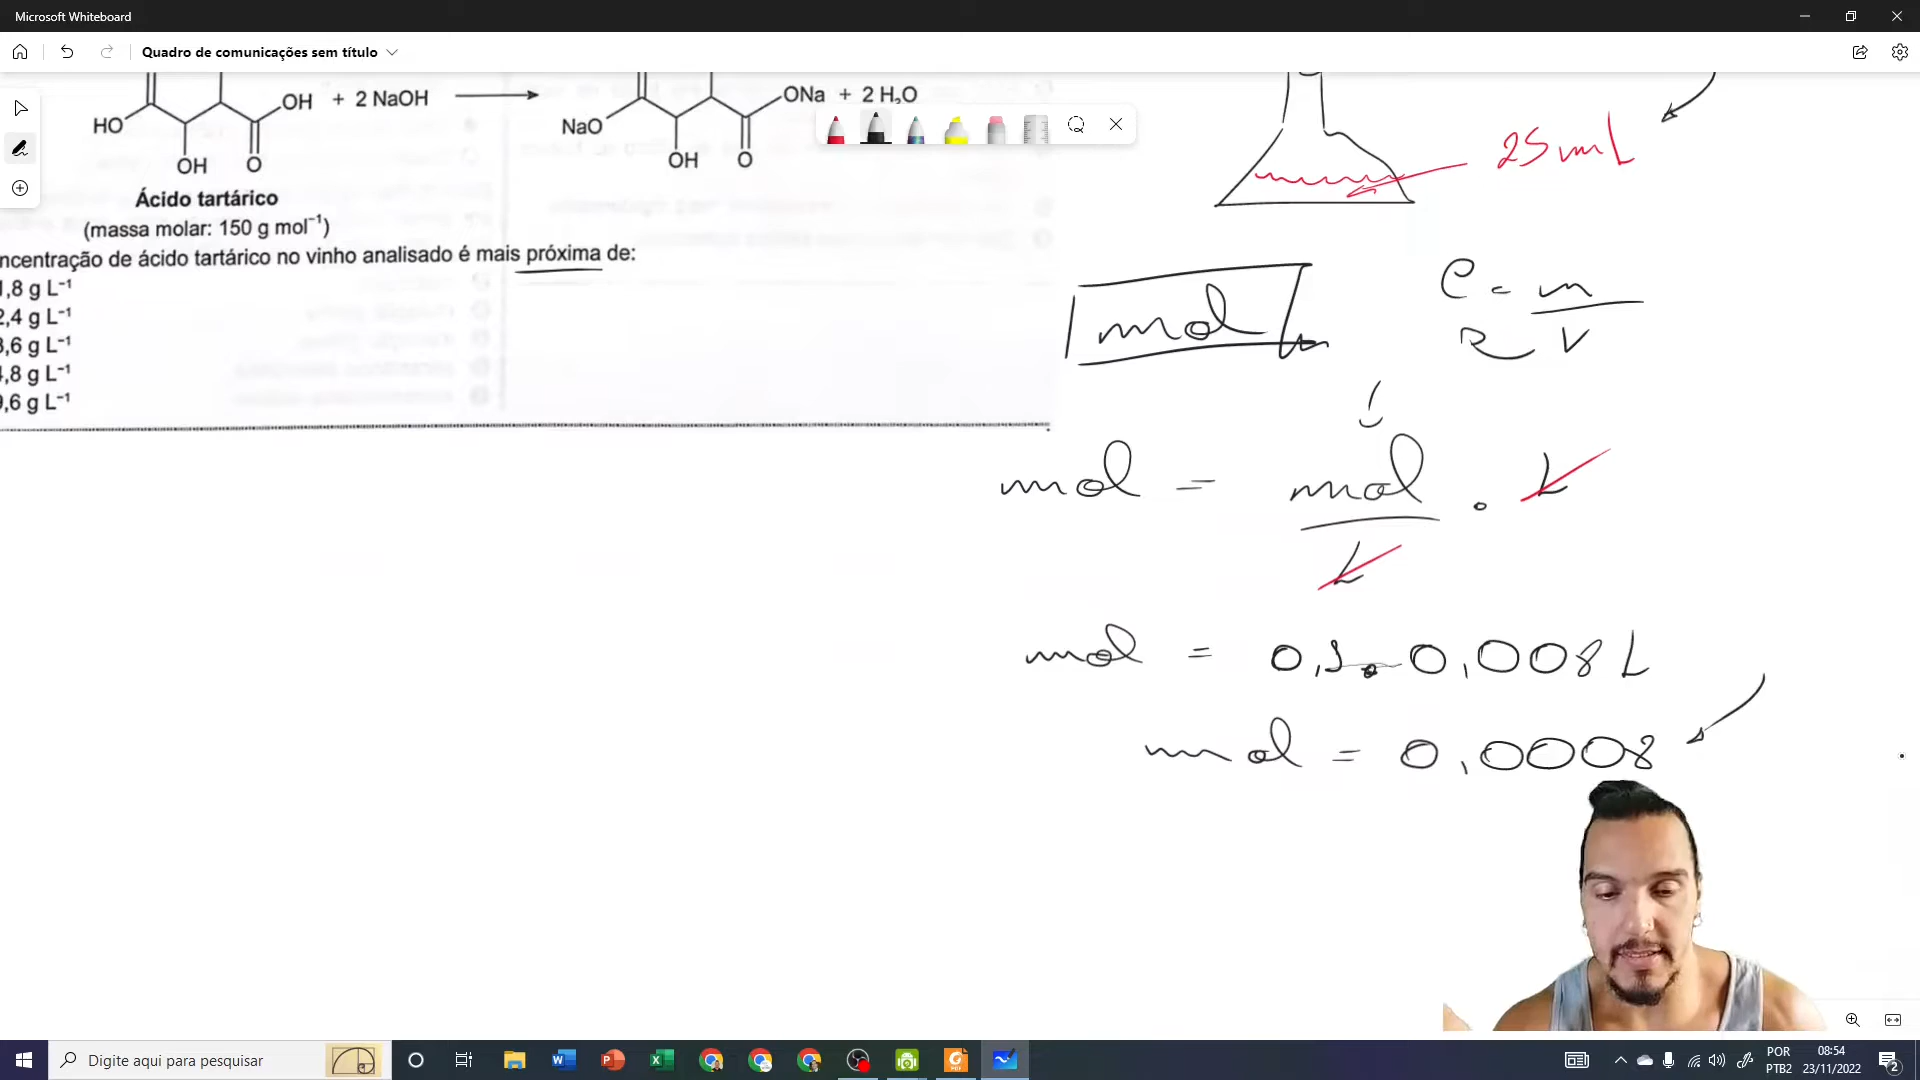 Microsoft Whiteboard
Quadro de comunicações sem título
HO
OH
OH
O
+ 2 NaOH
NaO
OH
O
ONa + 2 H₂O
Ácido tartárico
(massa molar: 150 g mol⁻¹)
ncentração de ácido tartárico no vinho analisado é mais próxima de:
1,8 g L⁻¹
2,4 g L⁻¹
3,6 g L⁻¹
4,8 g L⁻¹
9,6 g L⁻¹
25 mL
mol
C = m
V
mol = mol . L
L
mol = 0,1 . 0,008 L
mol = 0,0008
Digite aqui para pesquisar
POR
PTB2
08:54
23/11/2022
2